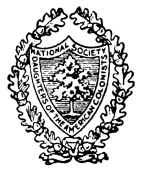 NATIONAL SOCIETY
DAUGHTERS OF THE AMERICAN COLONISTS